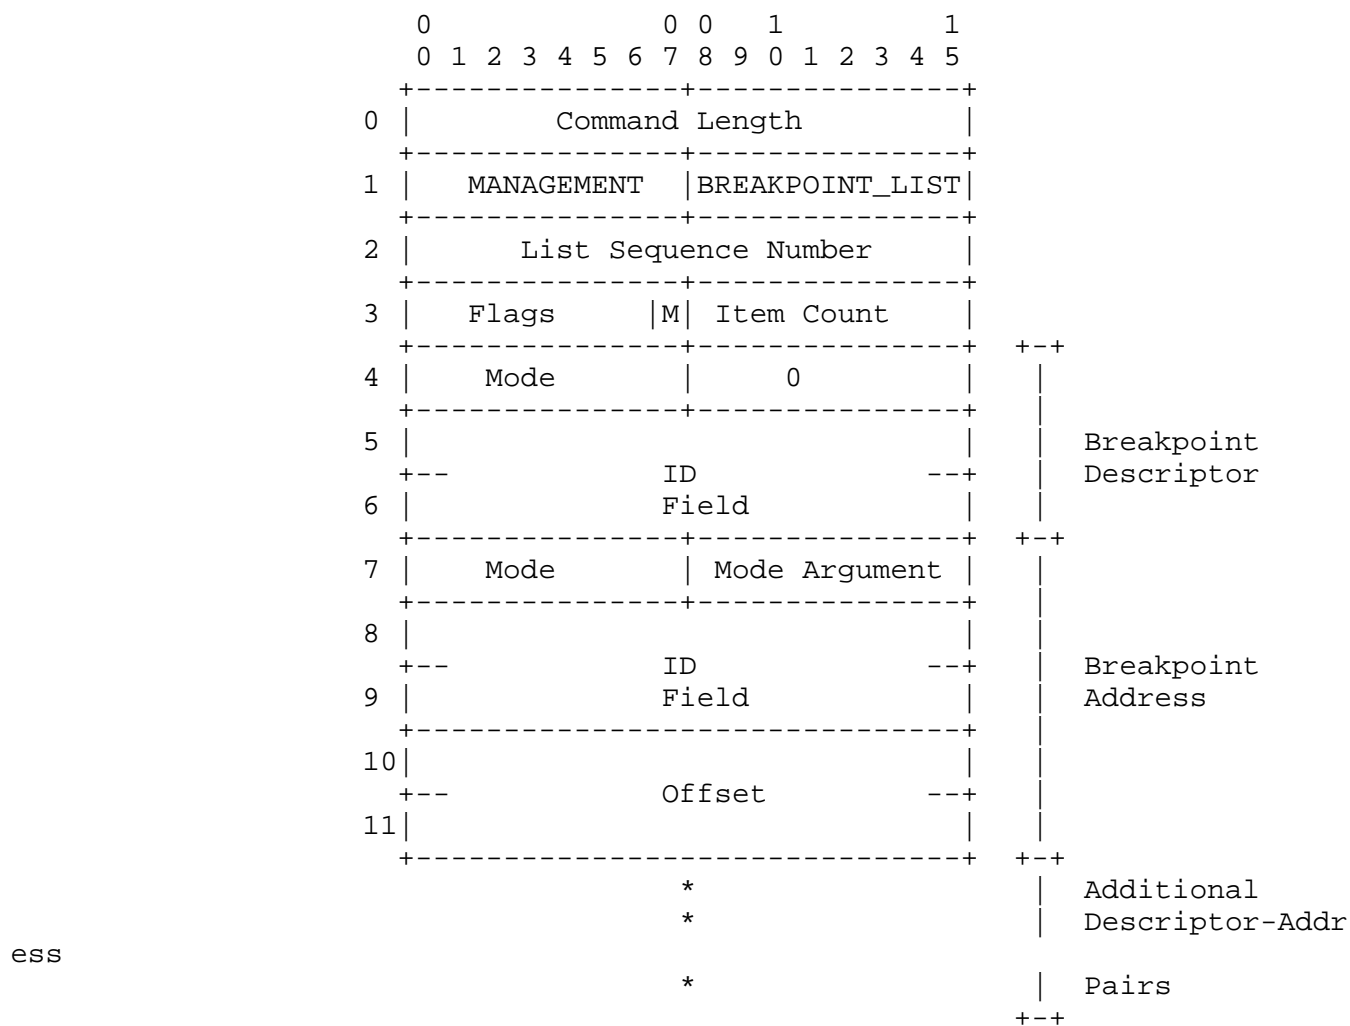 0             0 0   1         1
0 1 2 3 4 5 6 7 8 9 0 1 2 3 4 5
+---------------+---------------+
0 |        Command Length         |
+---------------+---------------+
1 |   MANAGEMENT  |BREAKPOINT_LIST|
+---------------+---------------+
2 |      List Sequence Number     |
+---------------+---------------+
3 |   Flags     |M| Item Count    |
+---------------+---------------+  +-+
4 |    Mode       |     0         |   |
+---------------+---------------+   |
5 |                               |   |  Breakpoint
+--             ID            --+   |  Descriptor
6 |              Field            |   |
+---------------+---------------+  +-+
7 |    Mode       | Mode Argument |   |
+---------------+---------------+   |
8 |                               |   |
+--             ID            --+   |  Breakpoint
9 |              Field            |   |  Address
+-------------------------------+   |
10|                               |   |
+--             Offset        --+   |
11|                               |   |
+-------------------------------+  +-+
*                   |  Additional
*                   |  Descriptor-Addr
ess
*                   |  Pairs
+-+